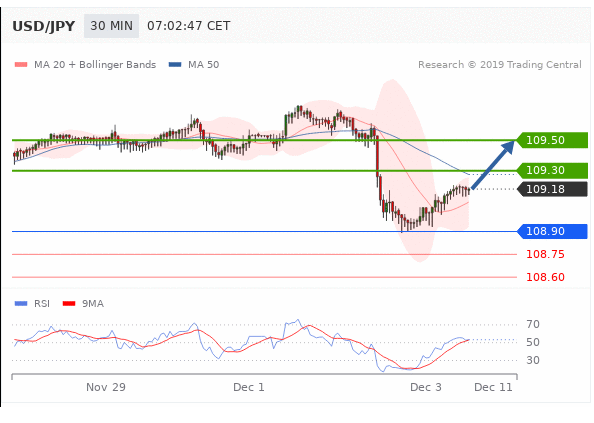 USD/JPY 30 MIN 07:02:47 CET
MA 20 + Bollinger Bands MA 50 Research © 2019 Trading Central
109.50
109.30
109.18
108.90
108.75
108.60
RSI 9MA
70
50
30
Nov 29 Dec 1 Dec 3 Dec 11